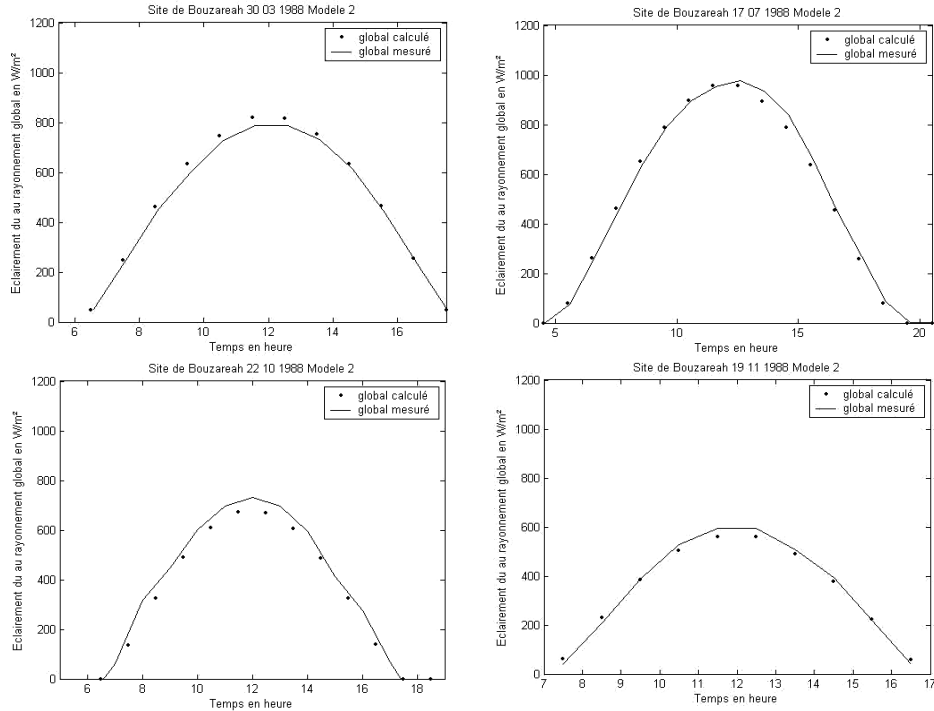 Site de Bouzareah 30 03 1988 Modele 2
1200
1000
800
600
400
200
0
6 8 10 12 14 16
Temps en heure
Eclairement du au rayonnement global en W/m²
global calculé
global mesuré
Site de Bouzareah 17 07 1988 Modele 2
1200
1000
800
600
400
200
0
5 10 15 20
Temps en heure
Eclairement du au rayonnement global en W/m²
global calculé
global mesuré
Site de Bouzareah 22 10 1988 Modele 2
1200
1000
800
600
400
200
0
6 8 10 12 14 16 18
Temps en heure
Eclairement du au rayonnement global en W/m²
global calculé
global mesuré
Site de Bouzareah 19 11 1988 Modele 2
1200
1000
800
600
400
200
0
7 8 9 10 11 12 13 14 15 16 17
Temps en heure
Eclairement du au rayonnement global en W/m²
global calculé
global mesuré